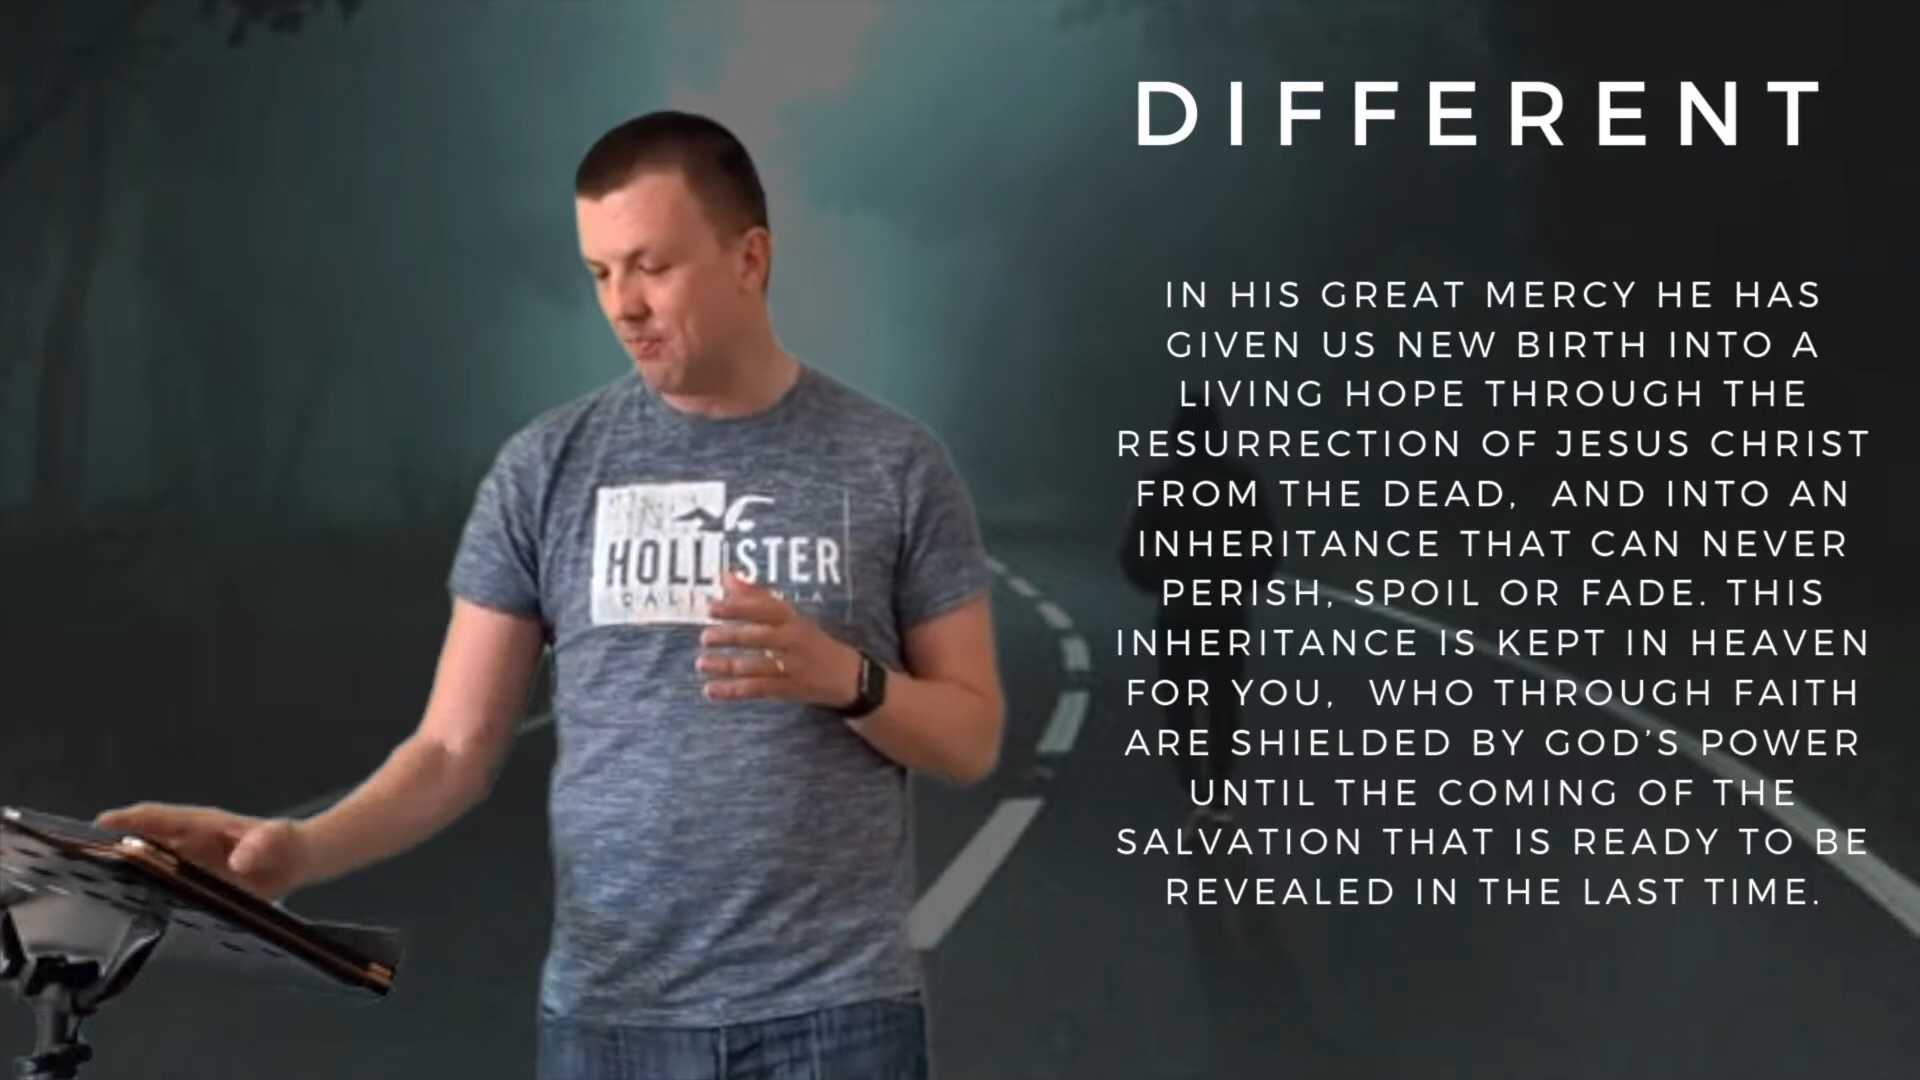 DIFFERENT
IN HIS GREAT MERCY HE HAS
GIVEN US NEW BIRTH INTO A
LIVING HOPE THROUGH THE
RESURRECTION OF JESUS CHRIST
FROM THE DEAD, AND INTO AN
INHERITANCE THAT CAN NEVER
PERISH, SPOIL OR FADE. THIS
INHERITANCE IS KEPT IN HEAVEN
FOR YOU, WHO THROUGH FAITH
ARE SHIELDED BY GOD’S POWER
UNTIL THE COMING OF THE
SALVATION THAT IS READY TO BE
REVEALED IN THE LAST TIME.
HOLLISTER